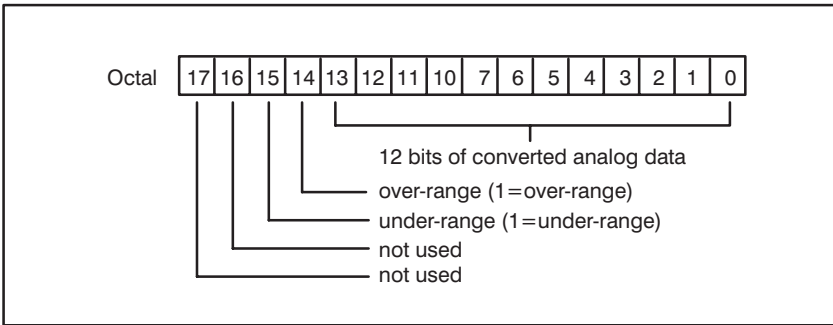 Octal 17 16 15 14 13 12 11 10 7 6 5 4 3 2 1 0
12 bits of converted analog data
over-range (1=over-range)
under-range (1=under-range)
not used
not used